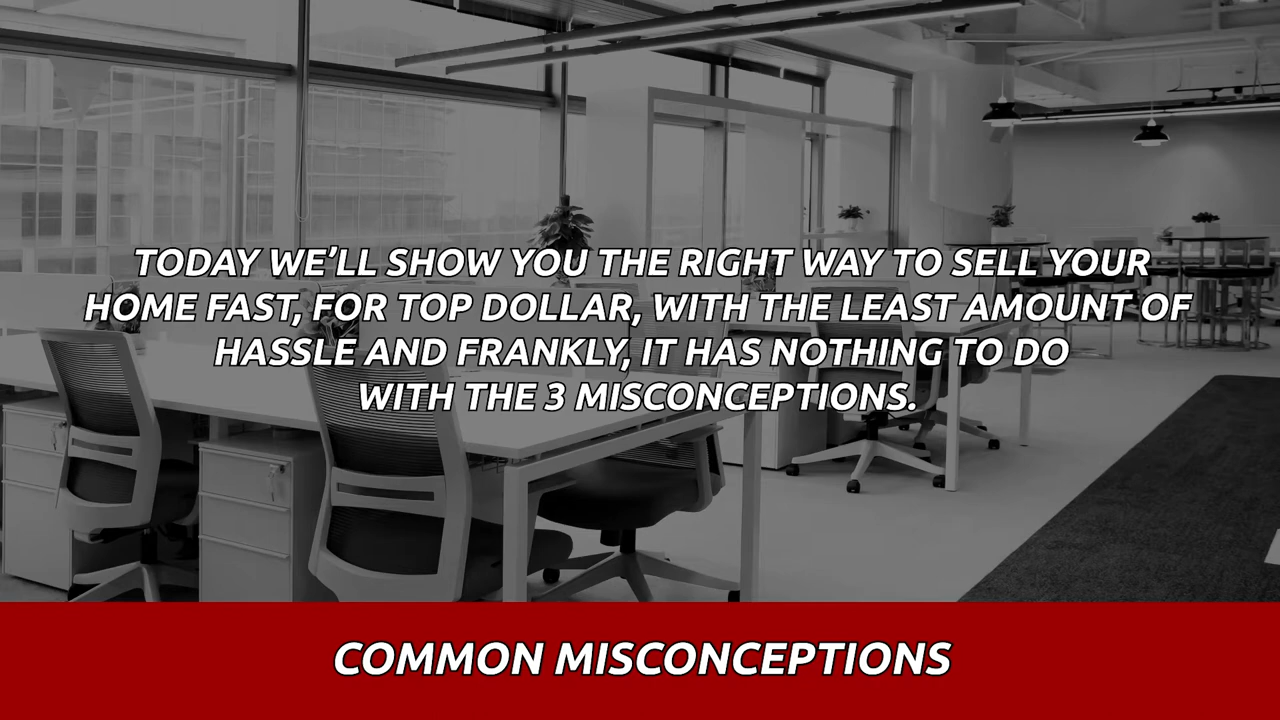 TODAY WE’LL SHOW YOU THE RIGHT WAY TO SELL YOUR
HOME FAST, FOR TOP DOLLAR, WITH THE LEAST AMOUNT OF
HASSLE AND FRANKLY, IT HAS NOTHING TO DO
WITH THE 3 MISCONCEPTIONS.
COMMON MISCONCEPTIONS